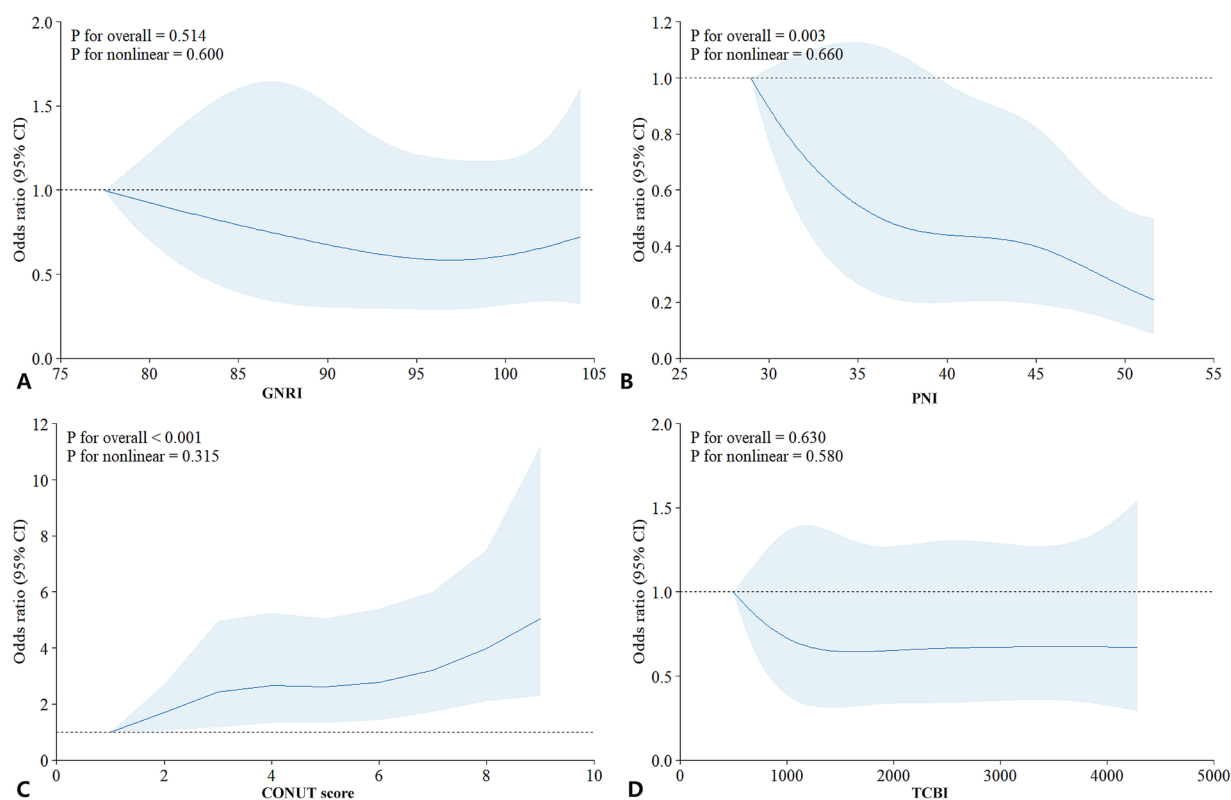 2.0
P for overall = 0.514
P for nonlinear = 0.600
1.5
1.0
0.5
0.0
Odds ratio (95% CI)
75 80 85 90 95 100 105
A
GNRI
1.2
P for overall = 0.003
P for nonlinear = 0.660
1.0
0.8
0.6
0.4
0.2
0.0
Odds ratio (95% CI)
25 30 35 40 45 50 55
B
PNI
12
P for overall < 0.001
P for nonlinear = 0.315
10
8
6
4
2
0
Odds ratio (95% CI)
0 2 4 6 8 10
C
CONUT score
2.0
P for overall = 0.630
P for nonlinear = 0.580
1.5
1.0
0.5
0.0
Odds ratio (95% CI)
0 1000 2000 3000 4000 5000
D
TCBI